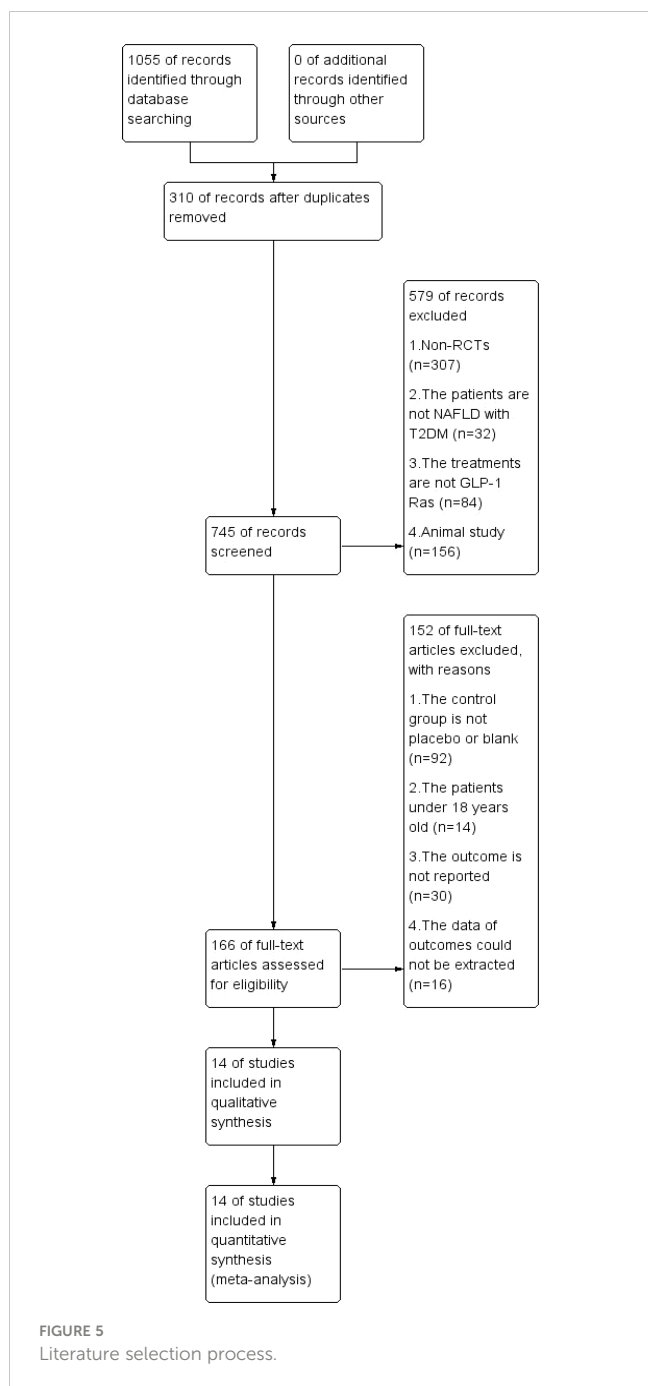 1055 of records
identified through
database
searching
0 of additional
records identified
through other
sources
310 of records after duplicates
removed
579 of records
excluded
1.Non-RCTs
(n=307)
2.The patients are
not NAFLD with
T2DM (n=32)
3.The treatments
are not GLP-1
Ras (n=84)
4.Animal study
(n=156)
745 of records
screened
152 of full-text
articles excluded,
with reasons
1.The control
group is not
placebo or blank
(n=92)
2.The patients
under 18 years
old (n=14)
3.The outcome is
not reported
(n=30)
4.The data of
outcomes could
not be extracted
(n=16)
166 of full-text
articles assessed
for eligibility
14 of studies
included in
qualitative
synthesis
14 of studies
included in
quantitative
synthesis
(meta-analysis)
FIGURE 5
Literature selection process.